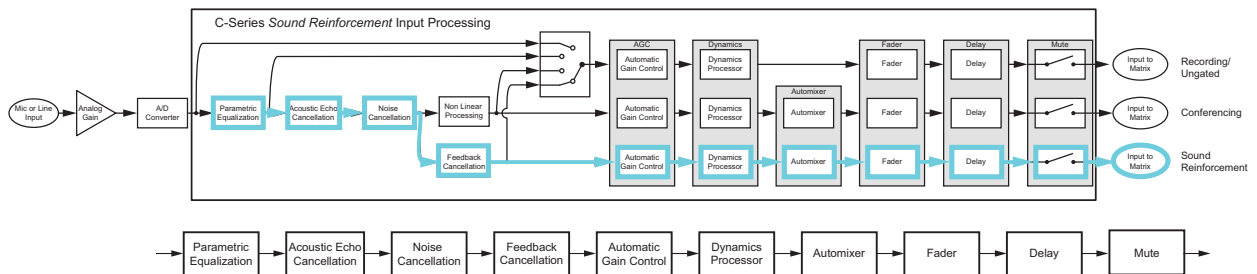 C-Series Sound Reinforcement Input Processing
Mic or Line
Input
Analog
Gain
A/D
Converter
Parametric
Equalization
Acoustic Echo
Cancellation
Noise
Cancellation
Non Linear
Processing
Feedback
Cancellation
AGC
Automatic
Gain Control
Automatic
Gain Control
Automatic
Gain Control
Dynamics
Dynamics
Processor
Dynamics
Processor
Dynamics
Processor
Automixer
Automixer
Automixer
Fader
Fader
Fader
Fader
Delay
Delay
Delay
Delay
Mute
Input to
Matrix
Recording/
Ungated
Input to
Matrix
Conferencing
Input to
Matrix
Sound
Reinforcement
Parametric
Equalization
Acoustic Echo
Cancellation
Noise
Cancellation
Feedback
Cancellation
Automatic
Gain Control
Dynamics
Processor
Automixer
Fader
Delay
Mute